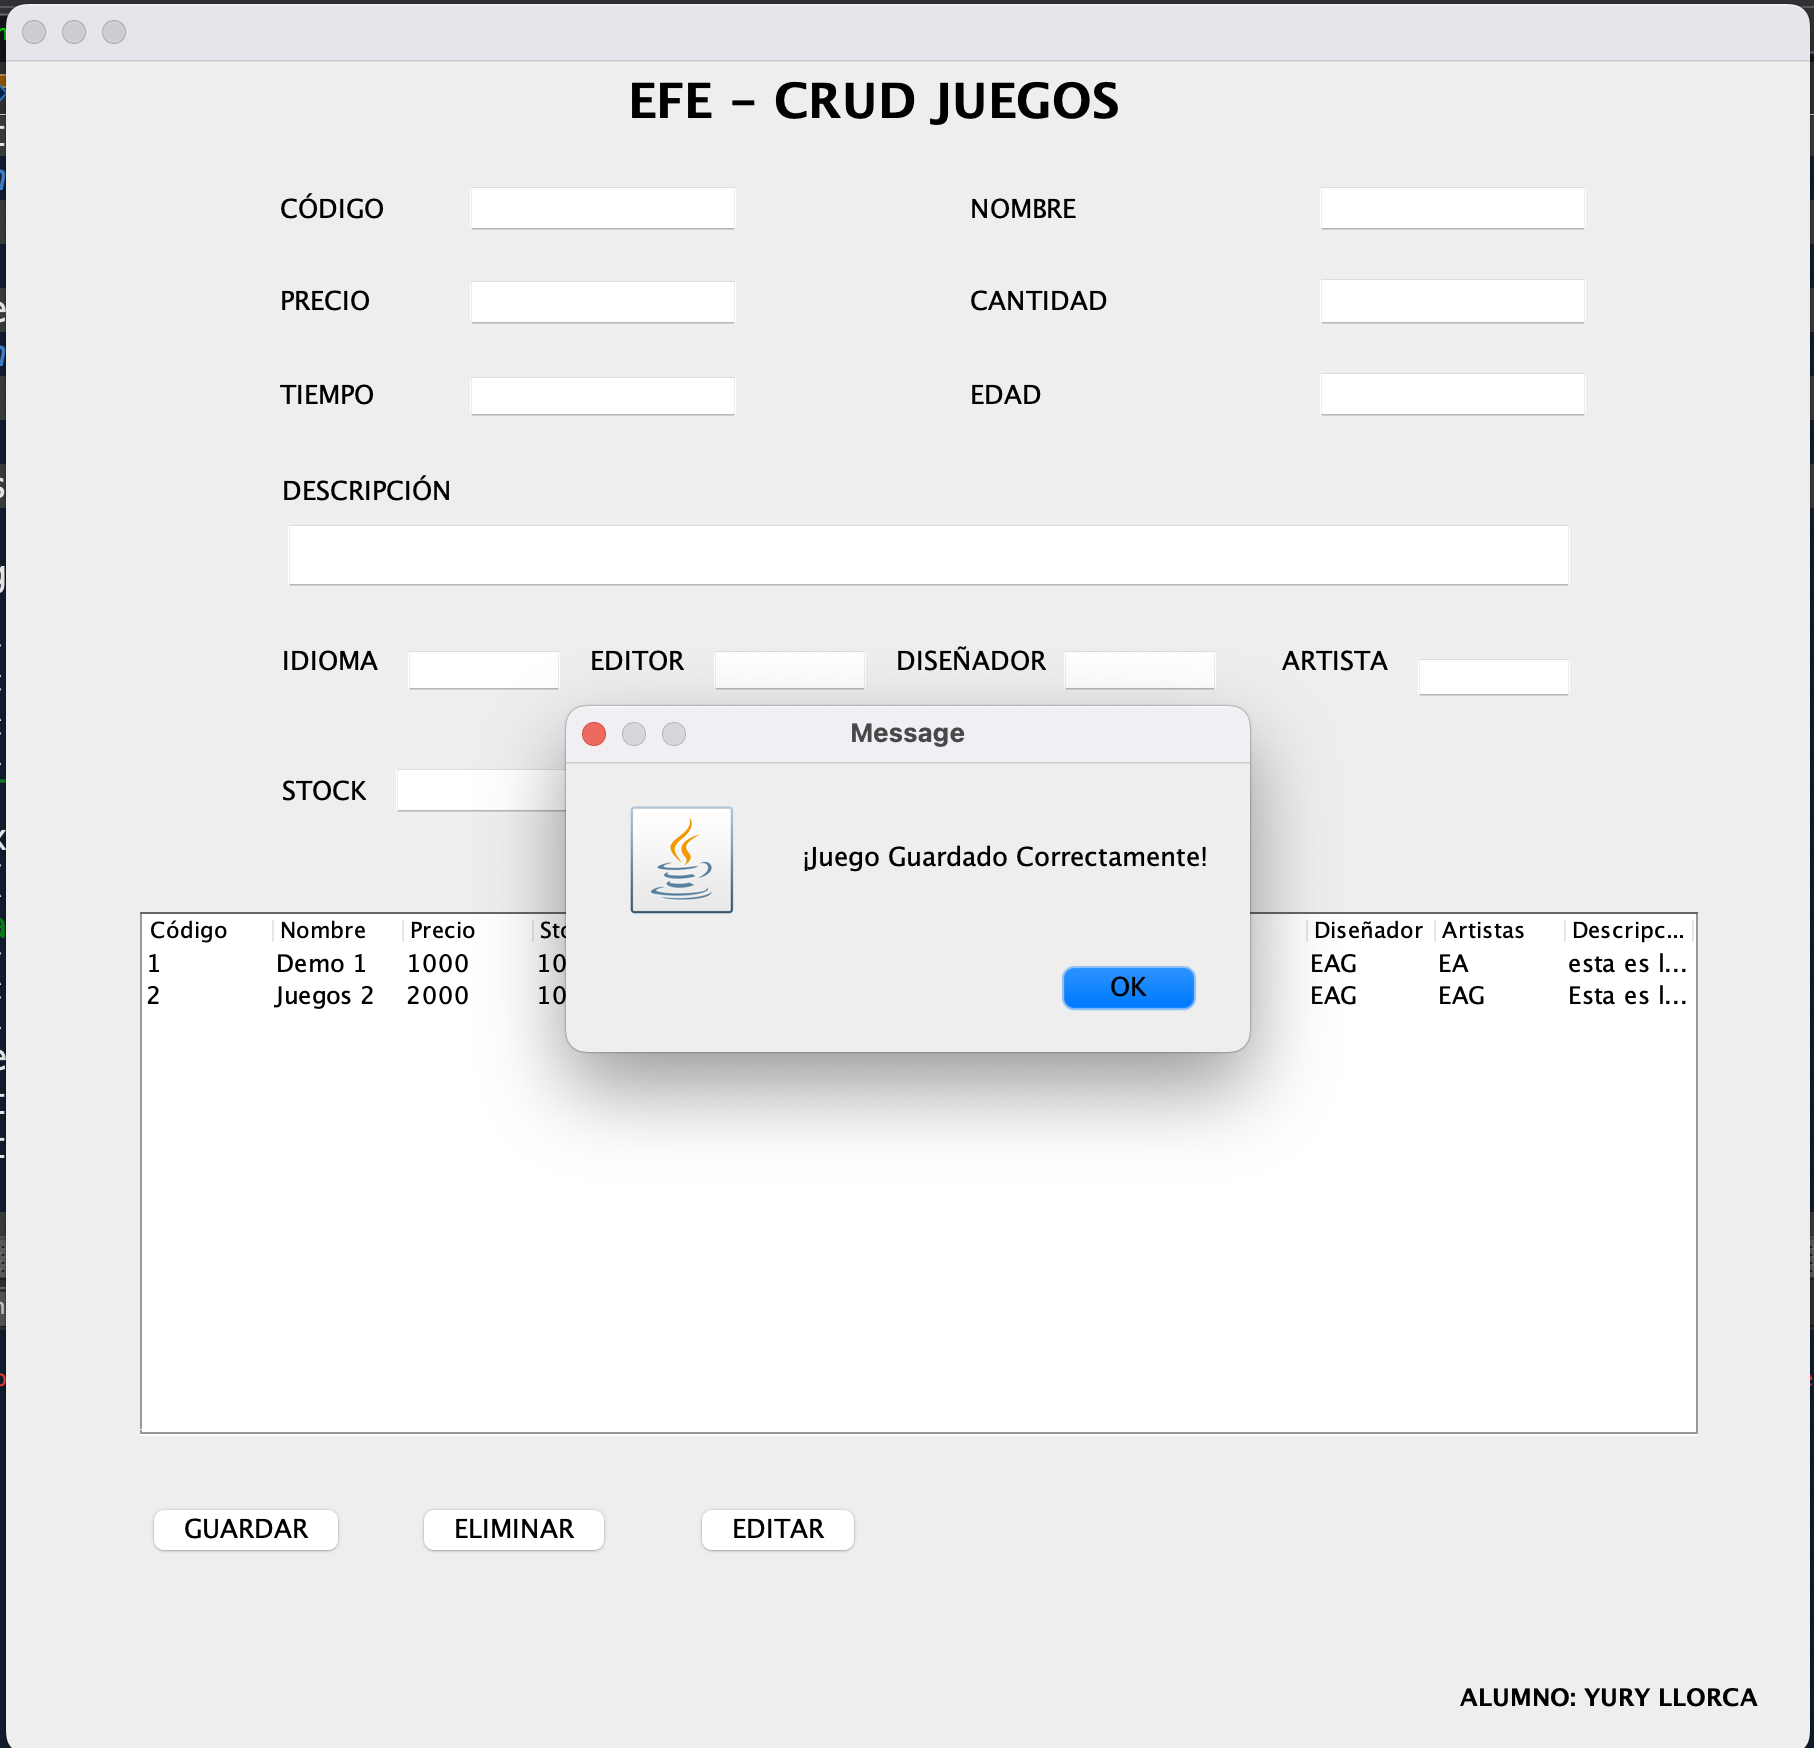 EFE - CRUD JUEGOS
CÓDIGO NOMBRE
PRECIO CANTIDAD
TIEMPO EDAD
DESCRIPCIÓN
IDIOMA EDITOR DISEÑADOR ARTISTA
Message
STOCK
¡Juego Guardado Correctamente!
Código Nombre Precio Diseñador Artistas Descripc...
1 Demo 1 1000 10 EAG EA esta es l...
2 Juegos 2 2000 10 EAG EAG Esta es l...
OK
GUARDAR ELIMINAR EDITAR
ALUMNO: YURY LLORCA